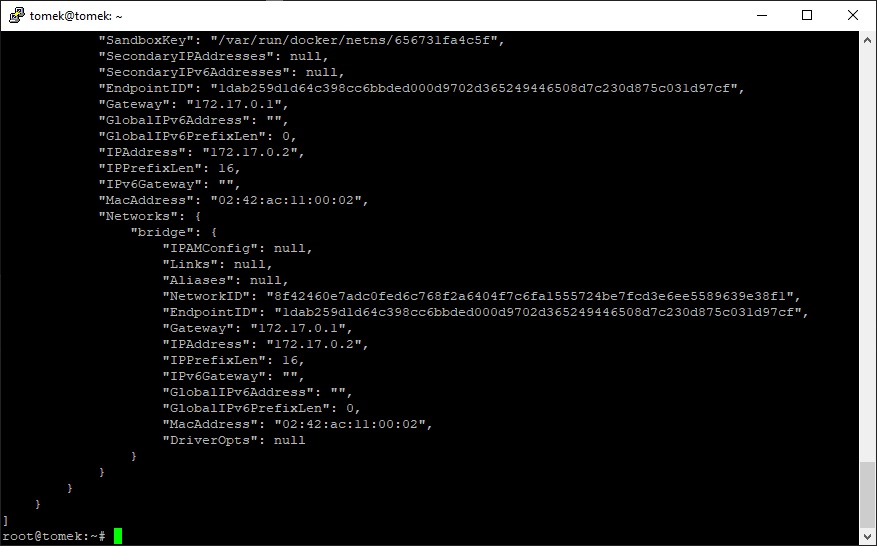 tomek@tomek: ~
"SandboxKey": "/var/run/docker/netns/656731fa4c5f",
"SecondaryIPAddresses": null,
"SecondaryIPv6Addresses": null,
"EndpointID": "1dab259d1d64c398cc6bbded000d9702d365249446508d7c230d875c031d97cf",
"Gateway": "172.17.0.1",
"GlobalIPv6Address": "",
"GlobalIPv6PrefixLen": 0,
"IPAddress": "172.17.0.2",
"IPPrefixLen": 16,
"IPv6Gateway": "",
"MacAddress": "02:42:ac:11:00:02",
"Networks": {
"bridge": {
"IPAMConfig": null,
"Links": null,
"Aliases": null,
"NetworkID": "8f42460e7adc0fed6c768f2a6404f7c6fa1555724be7fcd3e6ee5589639e38f1",
"EndpointID": "1dab259d1d64c398cc6bbded000d9702d365249446508d7c230d875c031d97cf",
"Gateway": "172.17.0.1",
"IPAddress": "172.17.0.2",
"IPPrefixLen": 16,
"IPv6Gateway": "",
"GlobalIPv6Address": "",
"GlobalIPv6PrefixLen": 0,
"MacAddress": "02:42:ac:11:00:02",
"DriverOpts": null
}
}
}
}
]
root@tomek:~#